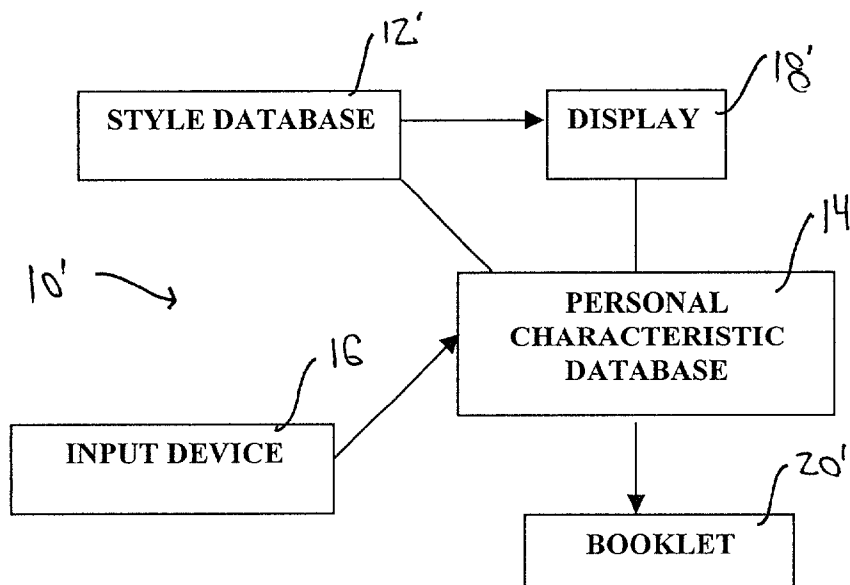 12'
18'
STYLE DATABASE
DISPLAY
14
10'
PERSONAL
CHARACTERISTIC
DATABASE
16
INPUT DEVICE
20'
BOOKLET